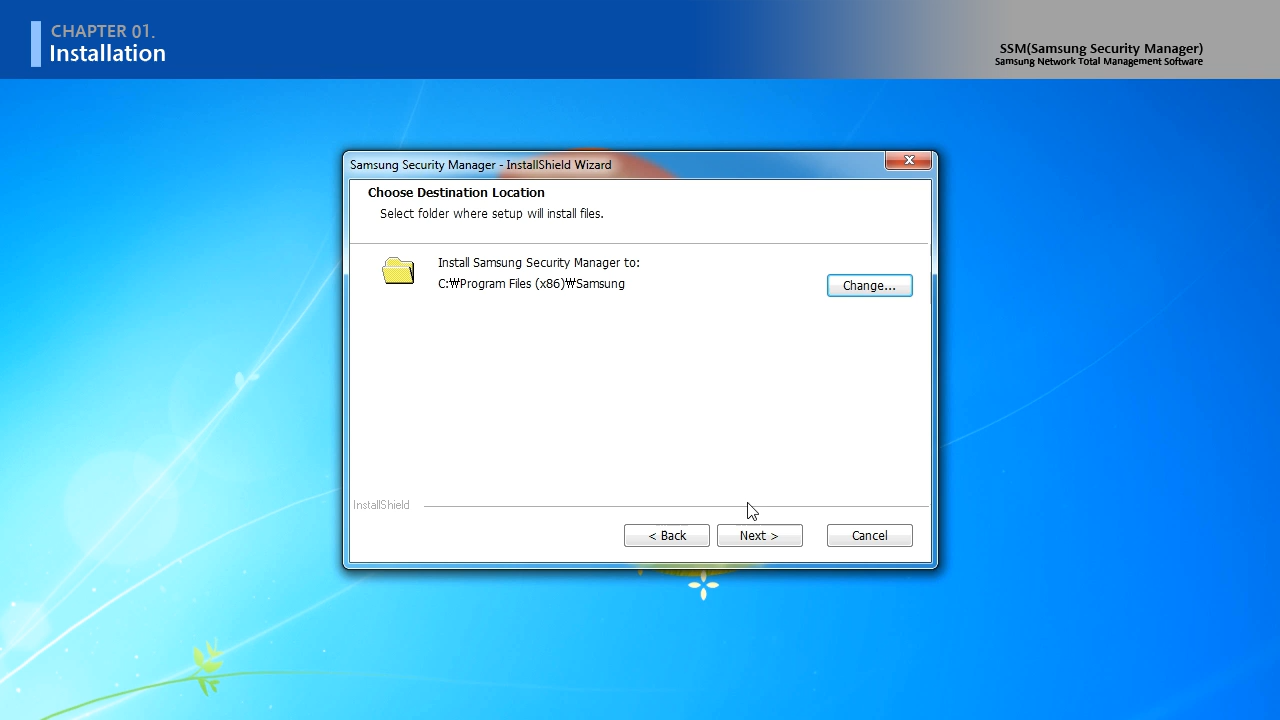 CHAPTER 01.
Installation
SSM(Samsung Security Manager)
Samsung Network Total Management Software
Samsung Security Manager - InstallShield Wizard
Choose Destination Location
Select folder where setup will install files.
Install Samsung Security Manager to:
C:₩Program Files (x86)₩Samsung
Change...
InstallShield
< Back
Next >
Cancel